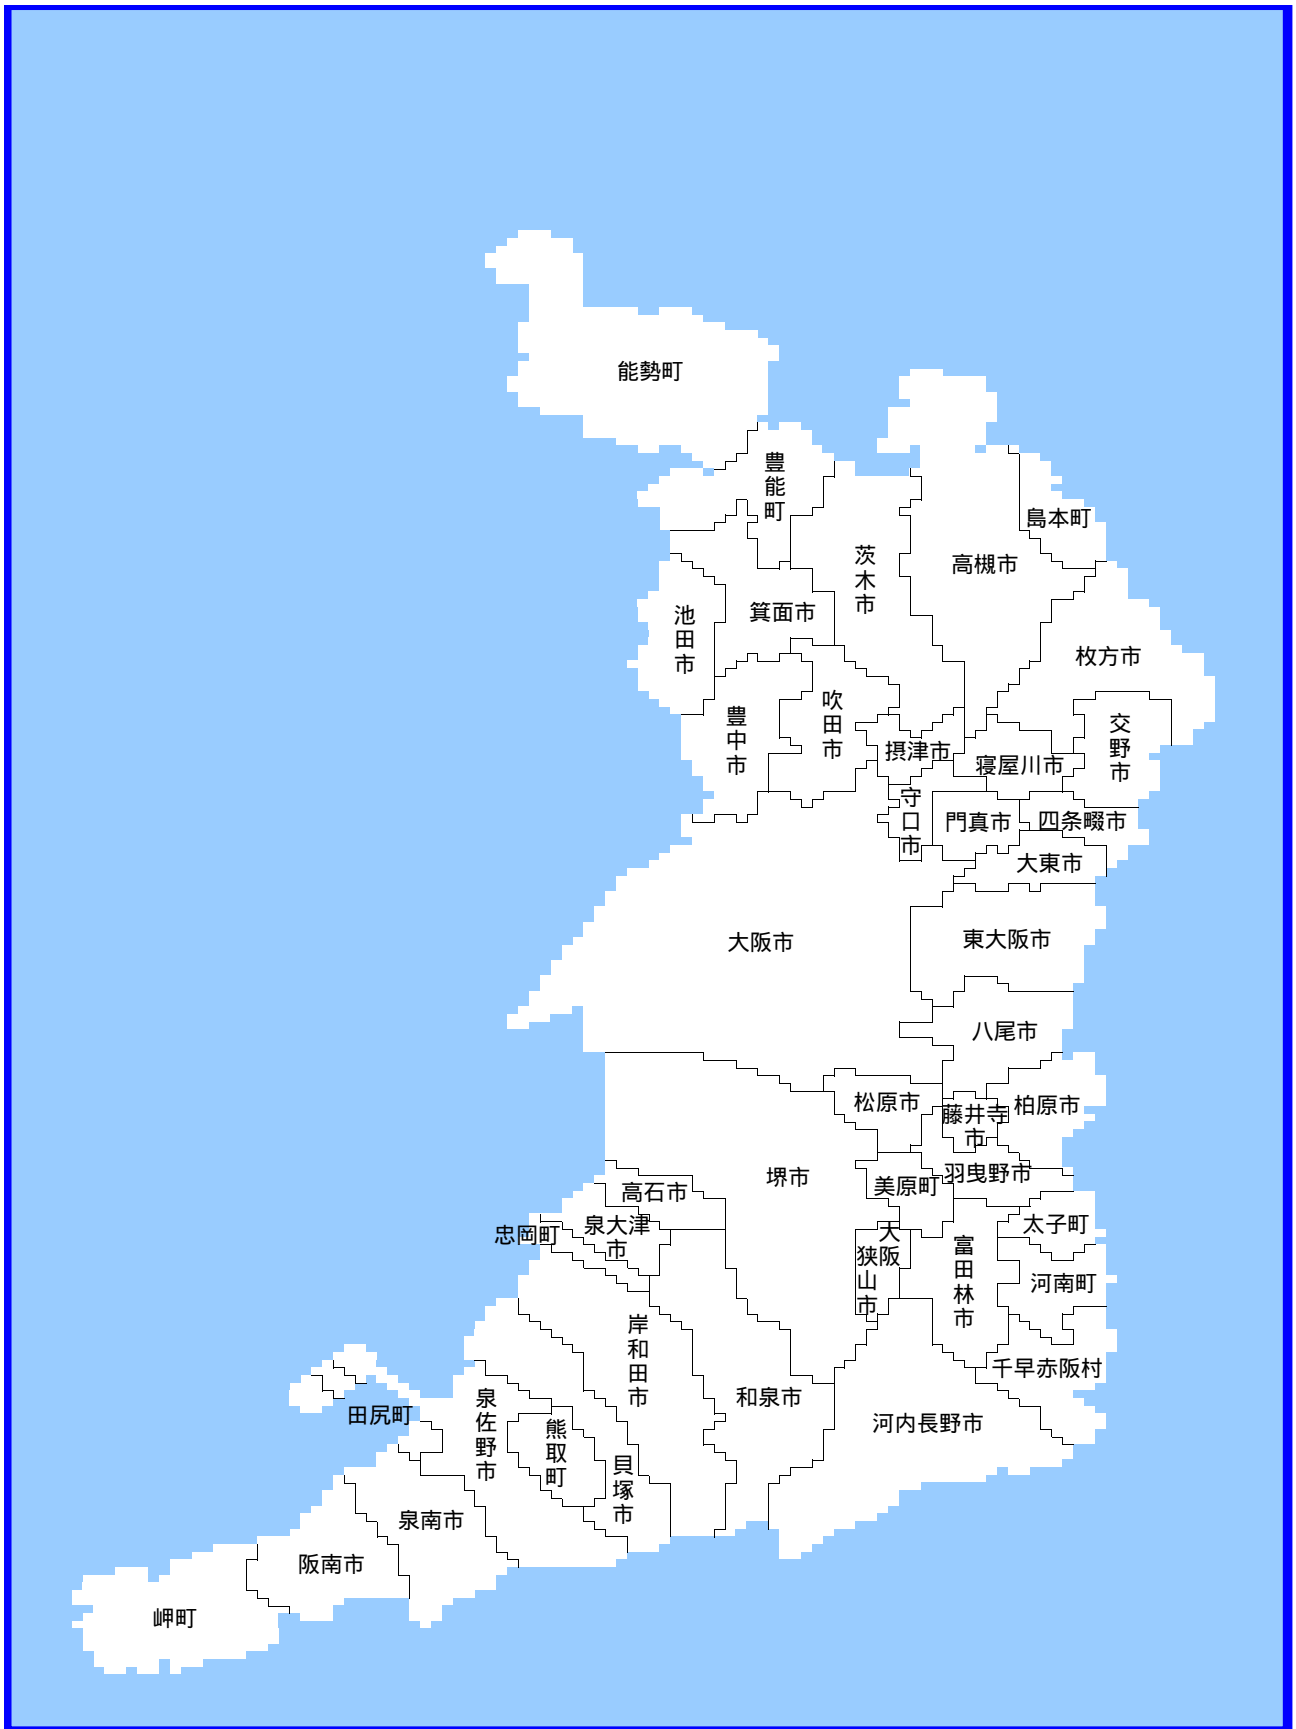 能勢町
豊能町
島本町
茨木市
高槻市
箕面市
池田市
枚方市
吹田市
豊中市
交野市
摂津市
寝屋川市
守口市
門真市
四条畷市
大東市
大阪市
東大阪市
八尾市
松原市
藤井寺
市
柏原市
堺市
羽曳野市
美原町
高石市
泉大津
市
忠岡町
太子町
大阪
狭山市
富田林市
河南町
岸和田市
千早赤阪村
和泉市
河内長野市
田尻町
泉佐野市
熊取町
貝塚市
泉南市
阪南市
岬町